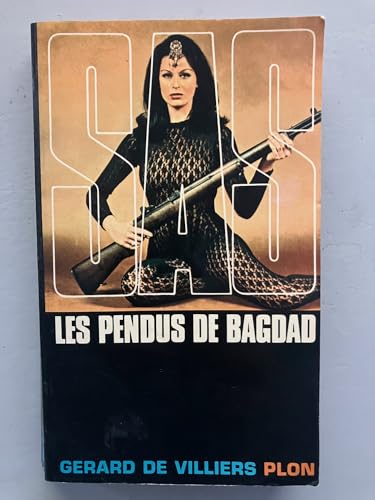 SAS
LES PENDUS DE BAGDAD
GERARD DE VILLIERS PLON